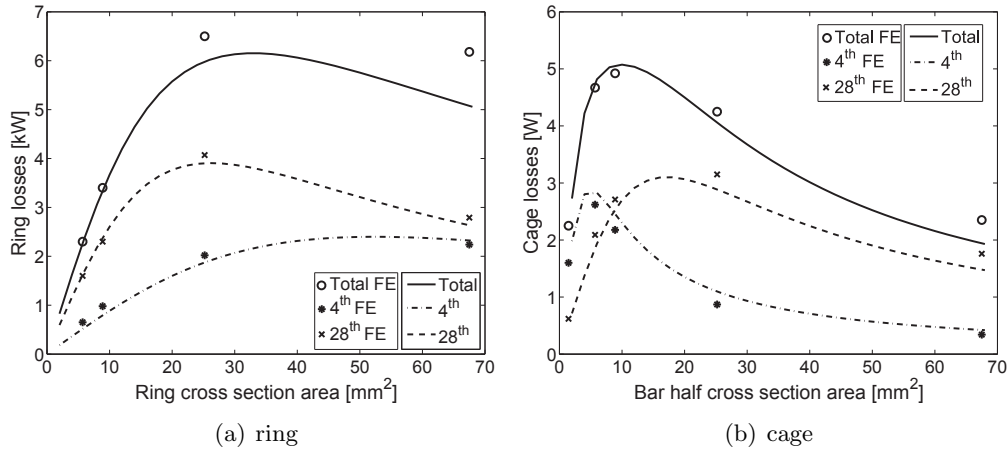 7
6
5
4
3
2
1
0
Ring losses [kW]
Total FE
4th FE
28th FE
Total
4th
28th
0 10 20 30 40 50 60 70
Ring cross section area [mm2]
(a) ring
6
5
4
3
2
1
0
Cage losses [W]
Total FE
4th FE
28th FE
Total
4th
28th
0 10 20 30 40 50 60 70
Bar half cross section area [mm2]
(b) cage